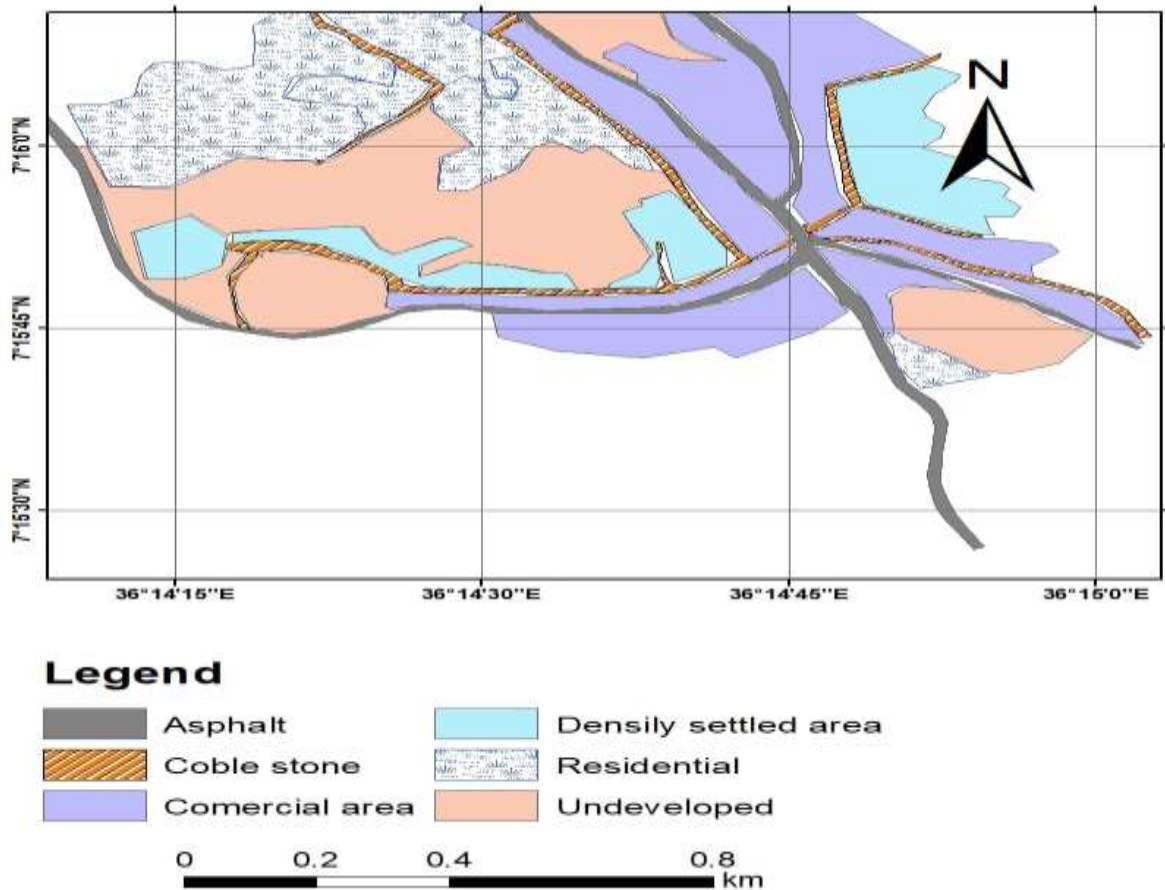 N
7°16'0"N
7°15'45"N
7°15'30"N
36°14'15"E 36°14'30"E 36°14'45"E 36°15'0"E
Legend
Asphalt
Coble stone
Comercial area
Densily settled area
Residential
Undeveloped
0 0.2 0.4 0.8
km